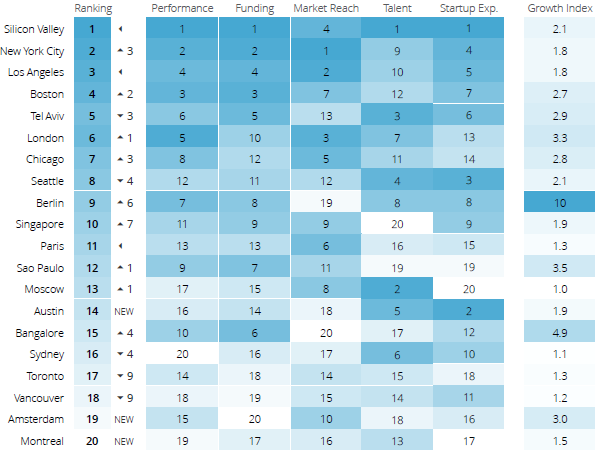 Ranking Performance Funding Market Reach Talent Startup Exp. Growth Index
Silicon Valley 1 1 1 4 1 1 2.1
New York City 2 3 2 2 1 9 4 1.8
Los Angeles 3 4 4 2 10 5 1.8
Boston 4 2 3 3 7 12 7 2.7
Tel Aviv 5 3 6 5 13 3 6 2.9
London 6 1 5 10 3 7 13 3.3
Chicago 7 3 8 12 5 11 14 2.8
Seattle 8 4 12 11 12 4 3 2.1
Berlin 9 6 7 8 19 8 8 10
Singapore 10 7 11 9 9 20 9 1.9
Paris 11 13 13 6 16 15 1.3
Sao Paulo 12 1 9 7 11 19 19 3.5
Moscow 13 1 17 15 8 2 20 1.0
Austin 14 NEW 16 14 18 5 2 1.9
Bangalore 15 4 10 6 20 17 12 4.9
Sydney 16 4 20 16 17 6 10 1.1
Toronto 17 9 14 18 14 15 18 1.3
Vancouver 18 9 18 19 15 14 11 1.2
Amsterdam 19 NEW 15 20 10 18 16 3.0
Montreal 20 NEW 19 17 16 13 17 1.5